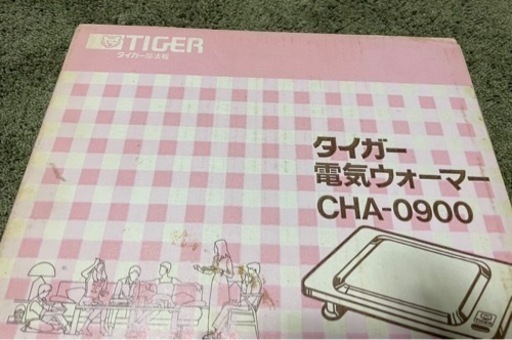 TIGER
タイガー魔法瓶
タイガー
電気ウォーマー
CHA-0900